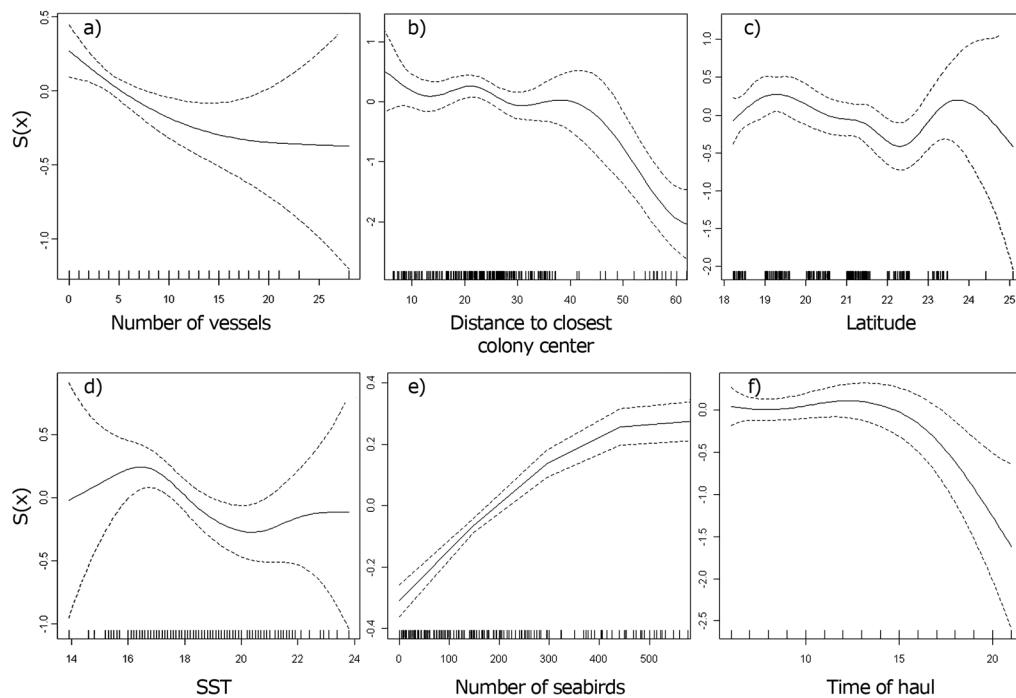 a)
S(x)
0.5
0.0
-0.5
-1.0
0 5 10 15 20 25
Number of vessels
b)
1
0
-1
-2
10 20 30 40 50 60
Distance to closest
colony center
c)
1.0
0.5
0.0
-0.5
-1.0
-1.5
-2.0
18 19 20 21 22 23 24 25
Latitude
d)
S(x)
0.5
0.0
-0.5
-1.0
14 16 18 20 22 24
SST
e)
0.4
0.2
0.0
-0.2
-0.4
0 100 200 300 400 500
Number of seabirds
f)
0.0
-0.5
-1.0
-1.5
-2.0
-2.5
10 15 20
Time of haul